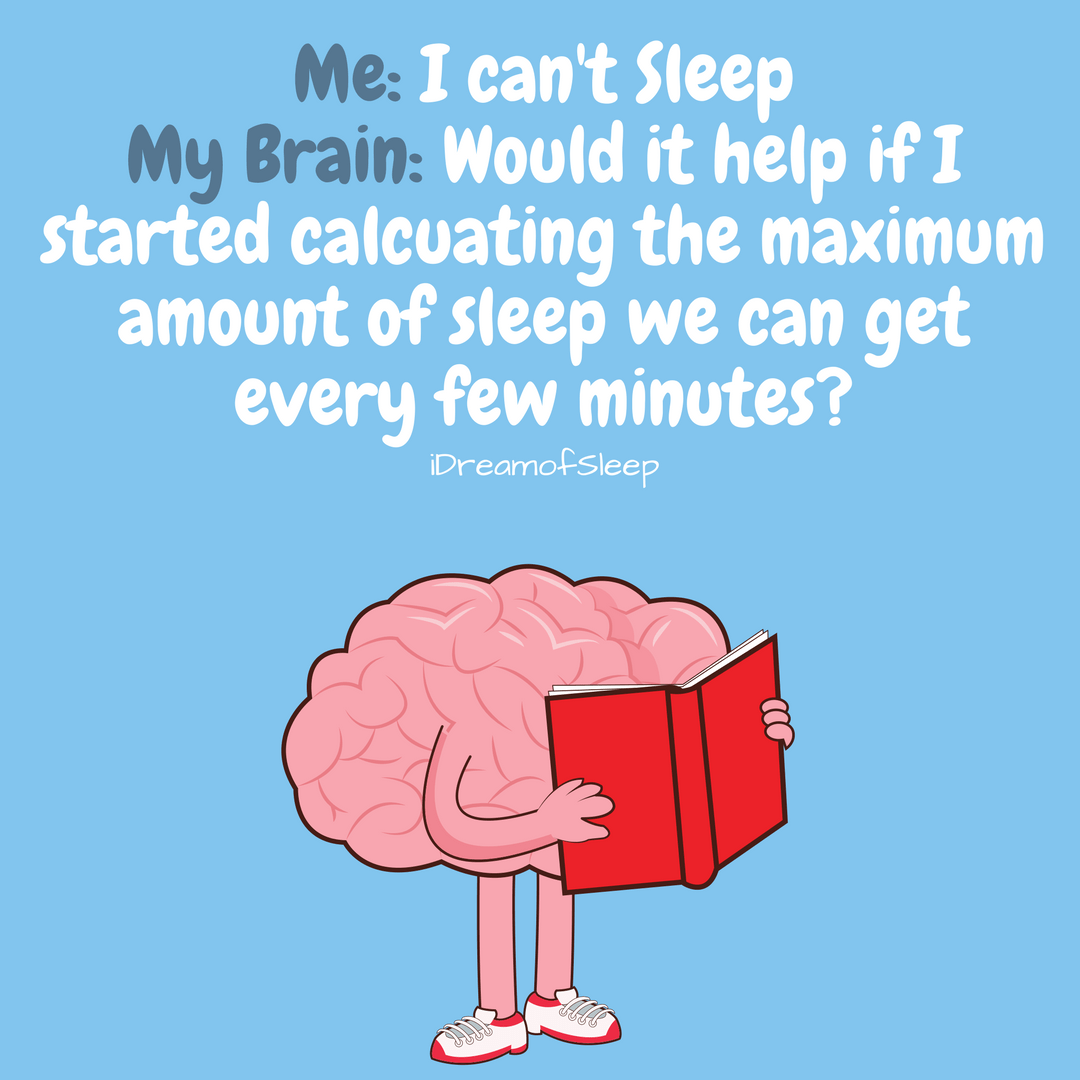 Me: I can't Sleep
My Brain: Would it help if I
started calcuating the maximum
amount of sleep we can get
every few minutes?
iDreamofSleep